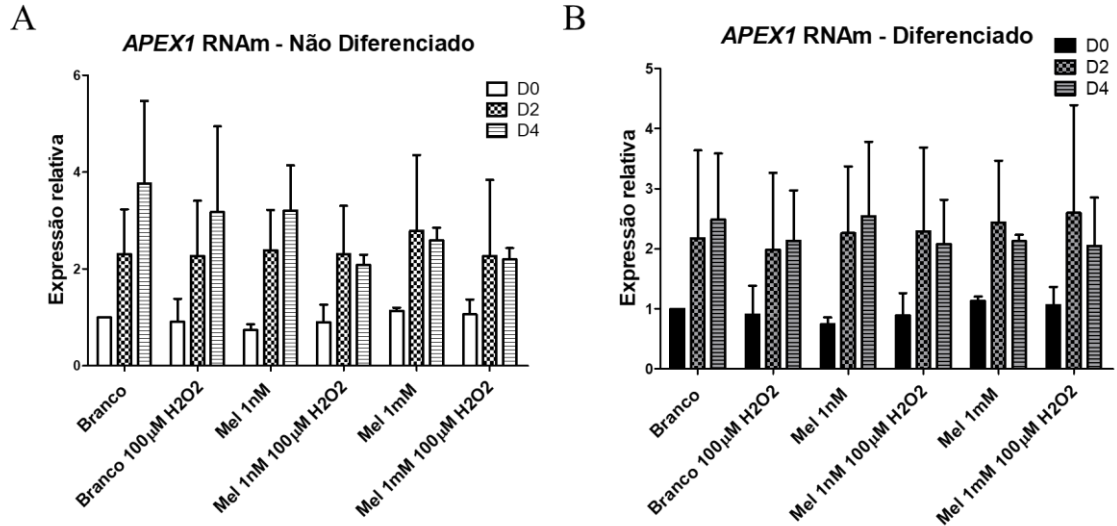 A
APEX1 RNAm - Não Diferenciado
D0
D2
D4
Expressão relativa
6
4
2
0
Branco
Branco 100µM H2O2
Mel 1nM
Mel 1nM 100µM H2O2
Mel 1mM
Mel 1mM 100µM H2O2
B
APEX1 RNAm - Diferenciado
D0
D2
D4
Expressão relativa
5
4
3
2
1
0
Branco
Branco 100µM H2O2
Mel 1nM
Mel 1nM 100µM H2O2
Mel 1mM
Mel 1mM 100µM H2O2